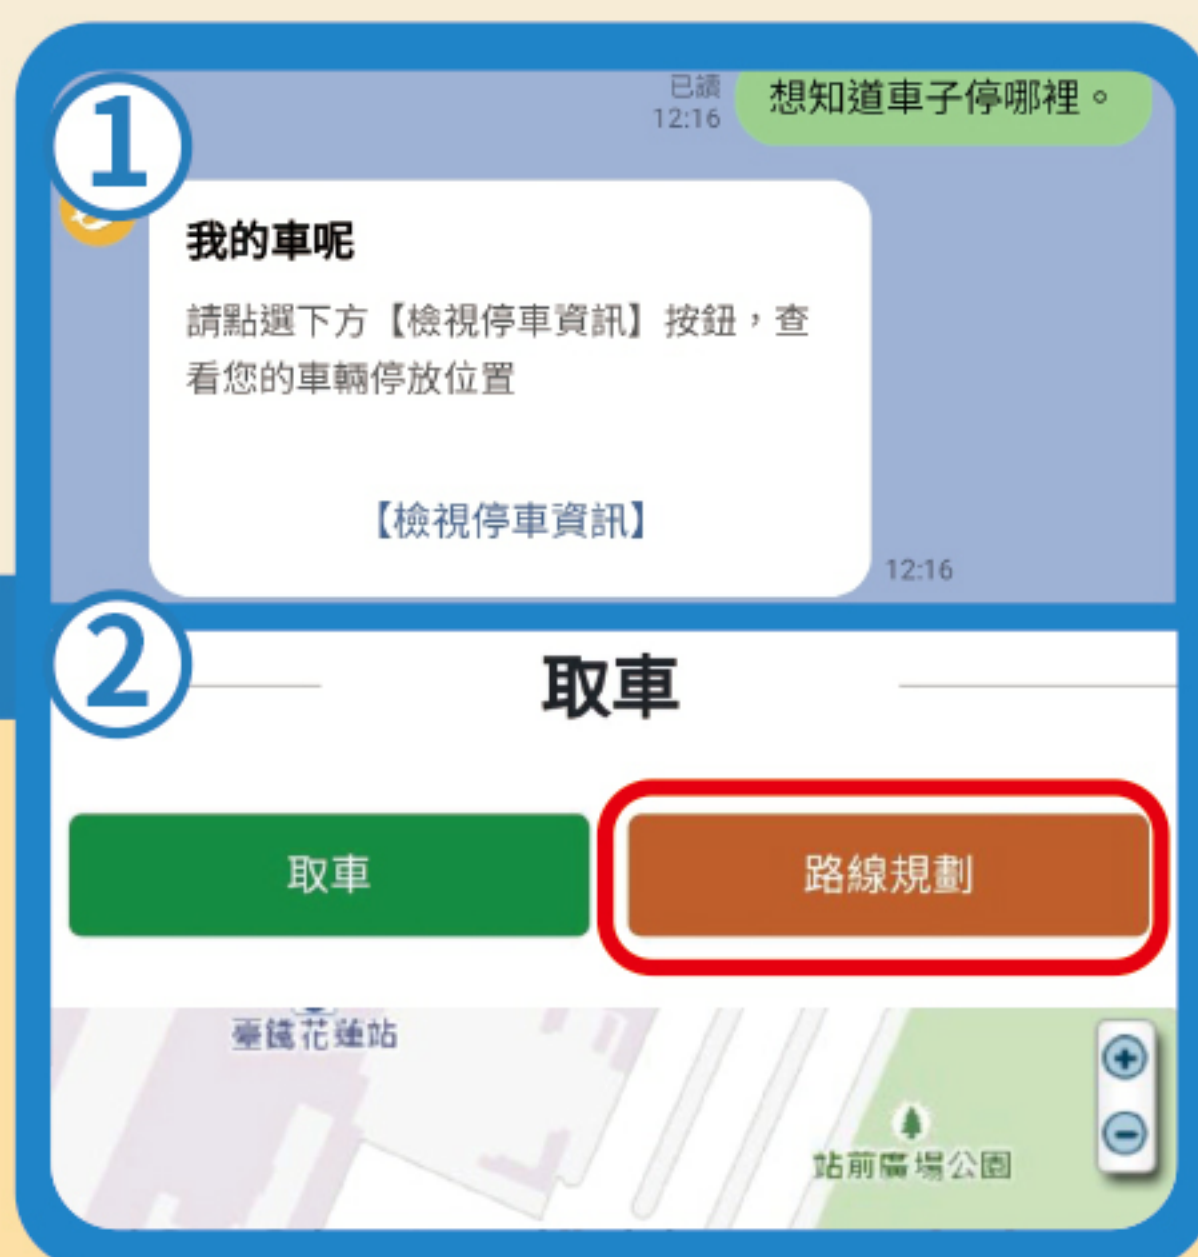 ①
已讀
12:16
想知道車子停哪裡。
我的車呢
請點選下方【檢視停車資訊】按鈕，查
看您的車輛停放位置
【檢視停車資訊】
12:16
②
取車
取車
路線規劃
臺鐵花蓮站
站前廣場公園